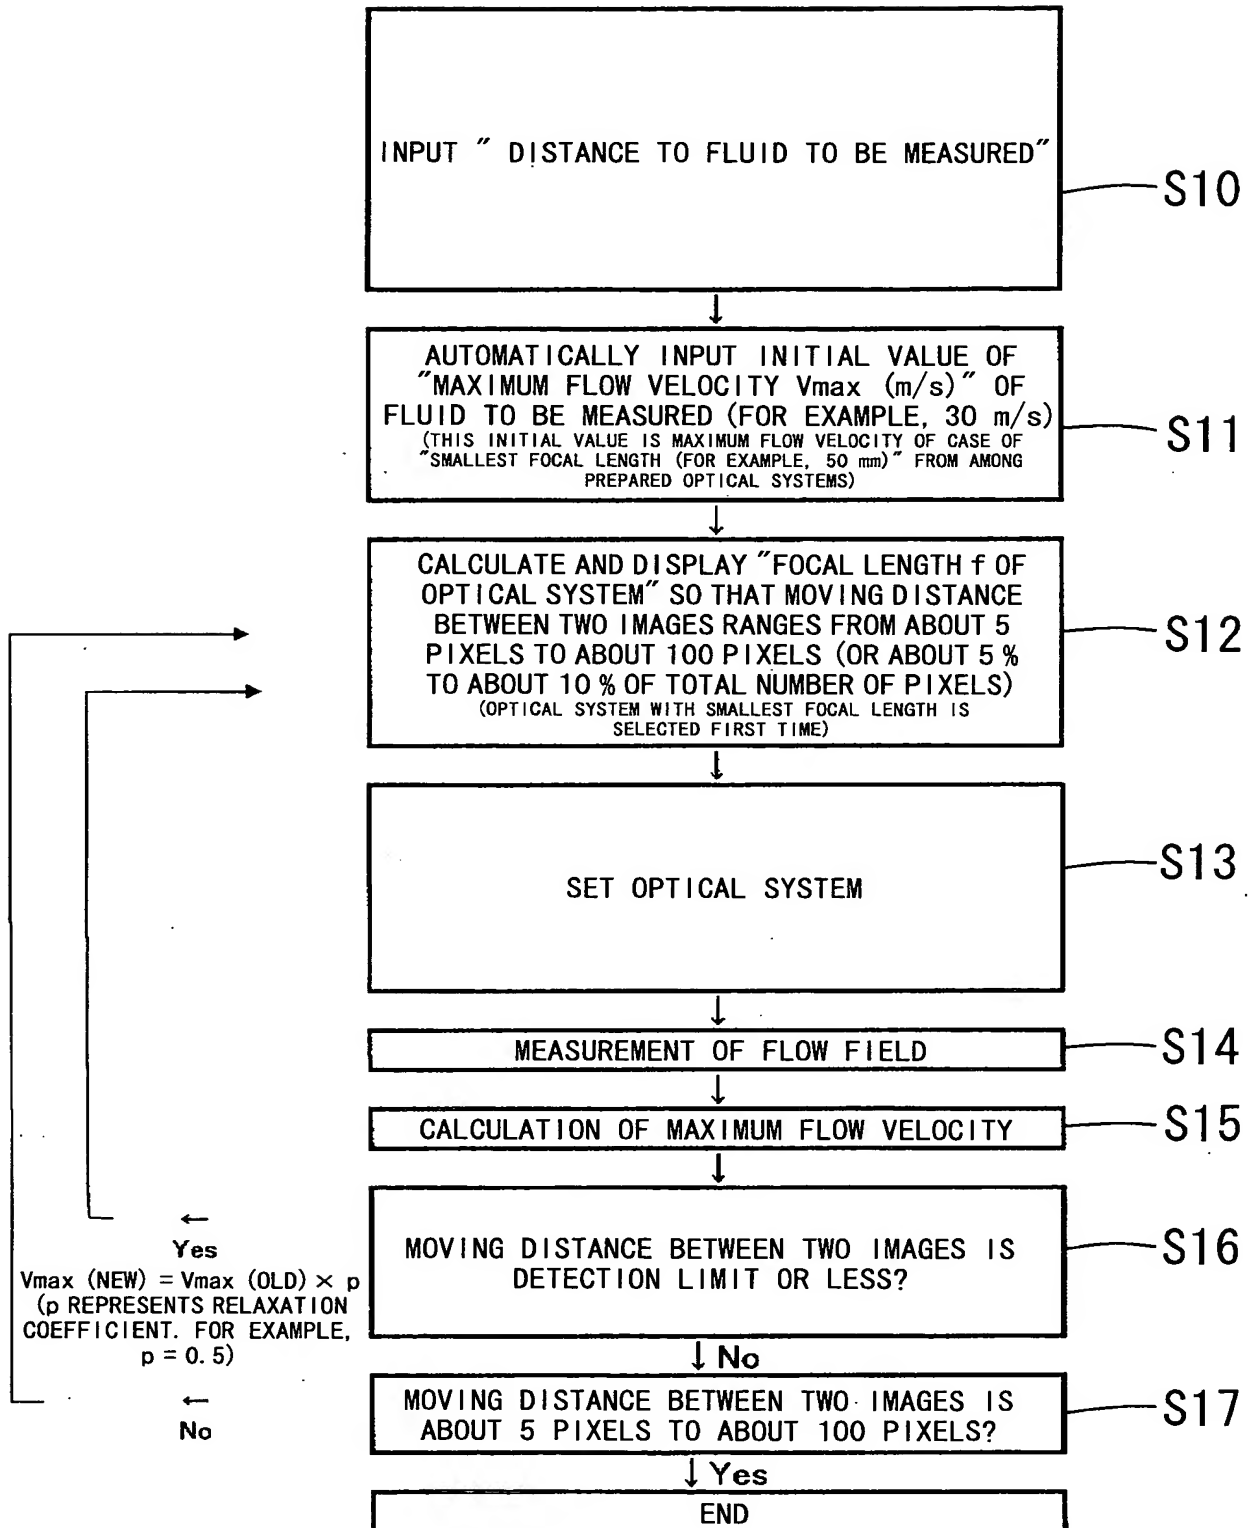 INPUT " DISTANCE TO FLUID TO BE MEASURED"
S10
↓
AUTOMATICALLY INPUT INITIAL VALUE OF
"MAXIMUM FLOW VELOCITY Vmax (m/s)" OF
FLUID TO BE MEASURED (FOR EXAMPLE, 30 m/s)
(THIS INITIAL VALUE IS MAXIMUM FLOW VELOCITY OF CASE OF
"SMALLEST FOCAL LENGTH (FOR EXAMPLE, 50 mm)" FROM AMONG
PREPARED OPTICAL SYSTEMS)
S11
↓
CALCULATE AND DISPLAY "FOCAL LENGTH f OF
OPTICAL SYSTEM" SO THAT MOVING DISTANCE
BETWEEN TWO IMAGES RANGES FROM ABOUT 5
PIXELS TO ABOUT 100 PIXELS (OR ABOUT 5 %
TO ABOUT 10 % OF TOTAL NUMBER OF PIXELS)
(OPTICAL SYSTEM WITH SMALLEST FOCAL LENGTH IS
SELECTED FIRST TIME)
S12
↓
SET OPTICAL SYSTEM
S13
↓
MEASUREMENT OF FLOW FIELD
S14
↓
CALCULATION OF MAXIMUM FLOW VELOCITY
S15
↓
MOVING DISTANCE BETWEEN TWO IMAGES IS
DETECTION LIMIT OR LESS?
S16
←
Yes
Vmax (NEW) = Vmax (OLD) × p
(p REPRESENTS RELAXATION
COEFFICIENT. FOR EXAMPLE,
p = 0.5)
↓ No
MOVING DISTANCE BETWEEN TWO IMAGES IS
ABOUT 5 PIXELS TO ABOUT 100 PIXELS?
S17
←
No
↓ Yes
END